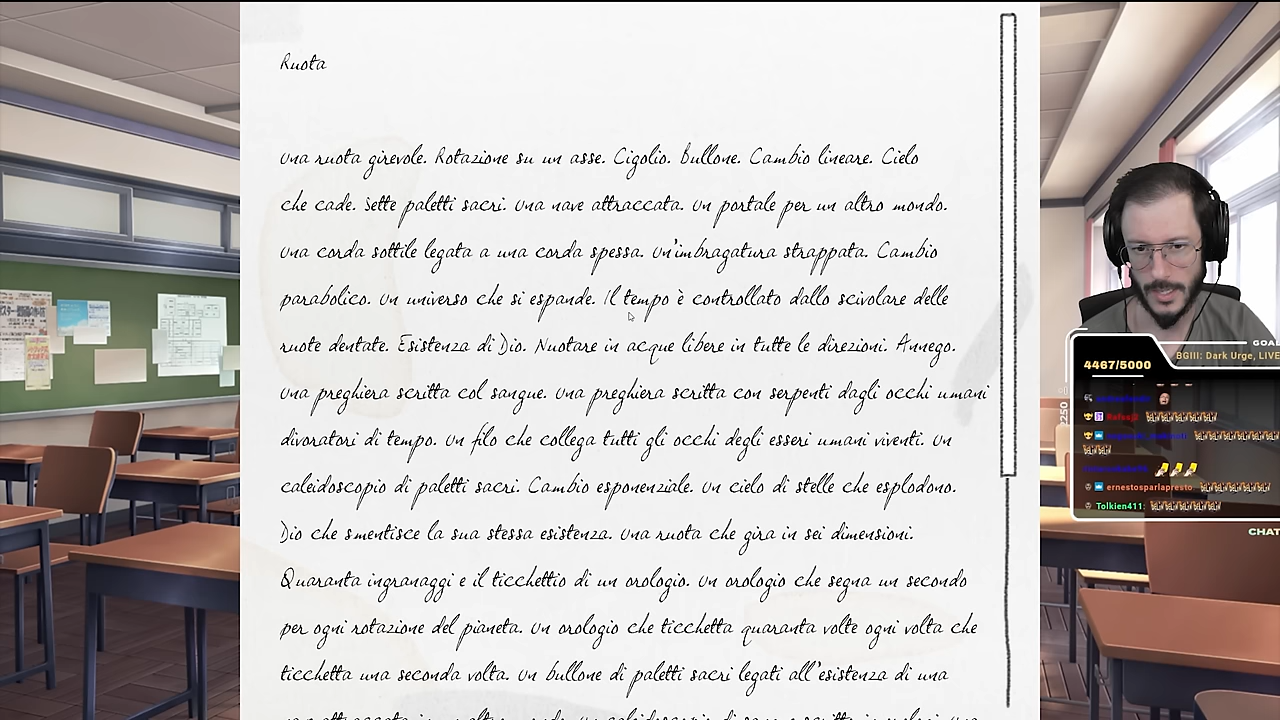 Ruota
una ruota girevole. Rotazione su un asse. Cigolio. Bullone. Cambio lineare. Cielo
che cade. Sette paletti sacri. Una nave attraccata. Un portale per un altro mondo.
Una corda sottile legata a una corda spessa. Un'imbragatura strappata. Cambio
parabolico. Un universo che si espande. Il tempo è controllato dallo scivolare delle
ruote dentate. Esistenza di Dio. Nuotare in acque libere in tutte le direzioni. Annego.
Una preghiera scritta col sangue. Una preghiera scritta con serpenti dagli occhi umani
divoratori di tempo. Un filo che collega tutti gli occhi degli esseri umani viventi. Un
caleidoscopio di paletti sacri. Cambio esponenziale. Un cielo di stelle che esplodono.
Dio che smentisce la sua stessa esistenza. Una ruota che gira in sei dimensioni.
Quaranta ingranaggi e il ticchettio di un orologio. Un orologio che segna un secondo
per ogni rotazione del pianeta. Un orologio che ticchetta quaranta volte ogni volta che
ticchetta una seconda volta. Un bullone di paletti sacri legati all'esistenza di una
GOAL
BGIII: Dark Urge, LIVE
4467/5000
250
ernestosparlapresto
Tolkien411:
CHAT